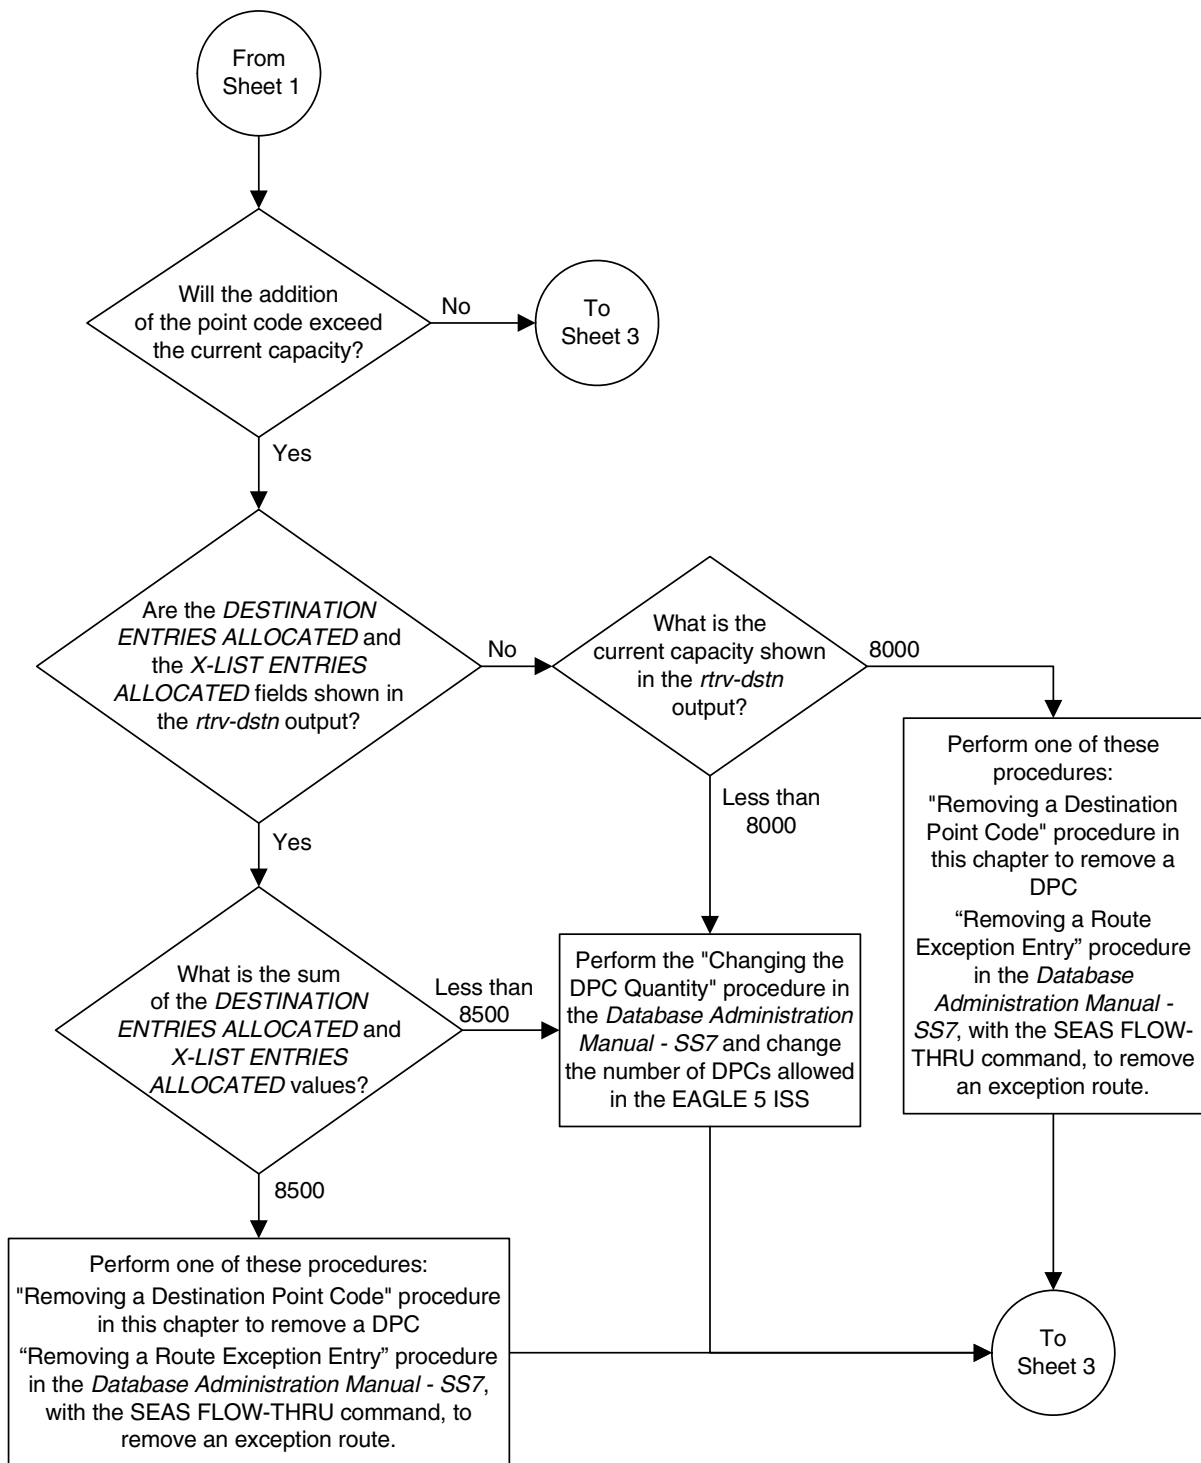 From
Sheet 1
Will the addition
of the point code exceed
the current capacity?
No
To
Sheet 3
Yes
Are the DESTINATION
ENTRIES ALLOCATED and
the X-LIST ENTRIES
ALLOCATED fields shown in
the rtrv-dstn output?
No
What is the
current capacity shown
in the rtrv-dstn
output?
8000
Perform one of these
procedures:
"Removing a Destination
Point Code" procedure in
this chapter to remove a
DPC
“Removing a Route
Exception Entry” procedure
in the Database
Administration Manual -
SS7, with the SEAS FLOW-
THRU command, to remove
an exception route.
Less than
8000
Yes
What is the sum
of the DESTINATION
ENTRIES ALLOCATED and
X-LIST ENTRIES
ALLOCATED values?
Less than
8500
Perform the "Changing the
DPC Quantity" procedure in
the Database Administration
Manual - SS7 and change
the number of DPCs allowed
in the EAGLE 5 ISS
8500
Perform one of these procedures:
"Removing a Destination Point Code" procedure
in this chapter to remove a DPC
“Removing a Route Exception Entry” procedure
in the Database Administration Manual - SS7,
with the SEAS FLOW-THRU command, to
remove an exception route.
To
Sheet 3